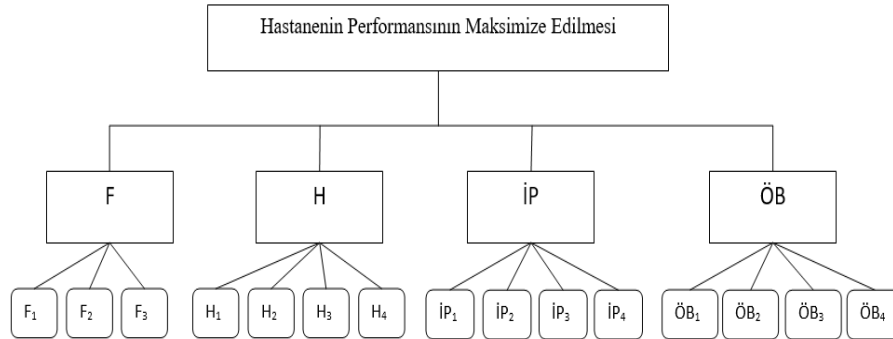 Hastanenin Performansının Maksimize Edilmesi
F H İP ÖB
F₁ F₂ F₃ H₁ H₂ H₃ H₄ İP₁ İP₂ İP₃ İP₄ ÖB₁ ÖB₂ ÖB₃ ÖB₄